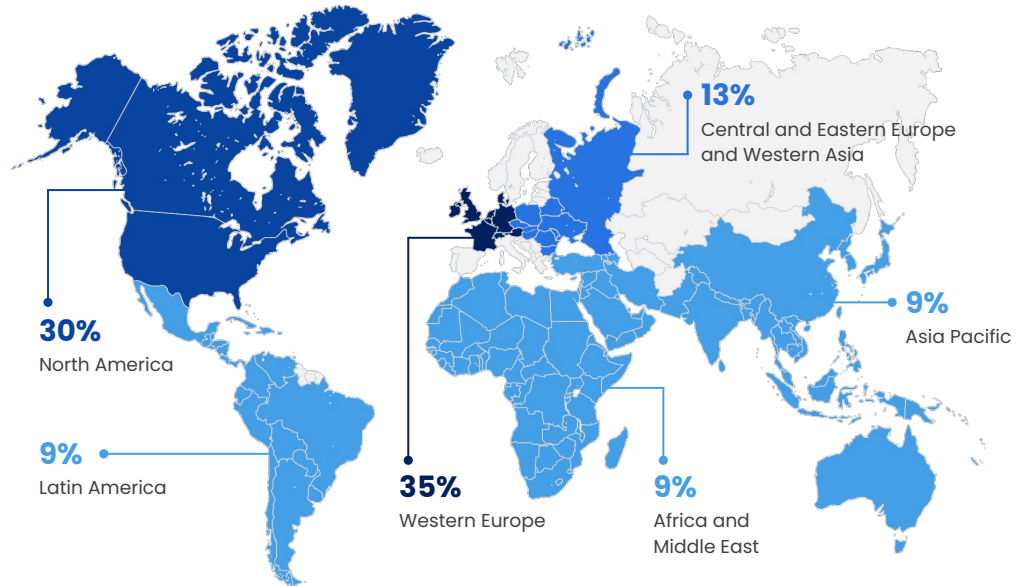 13%
Central and Eastern Europe
and Western Asia
30%
North America
9%
Asia Pacific
9%
Latin America
35%
Western Europe
9%
Africa and
Middle East